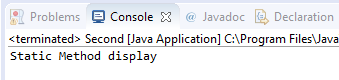 Problems Console Javadoc Declaration
<terminated> Second [Java Application] C:\Program Files\Java
Static Method display